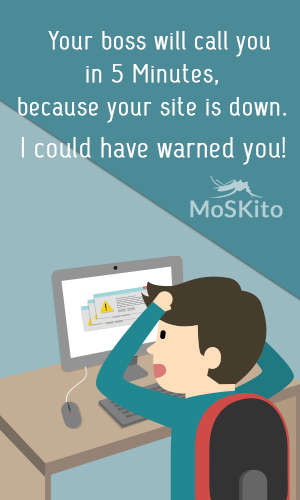 Your boss will call you
in 5 Minutes,
because your site is down.
I could have warned you!
MoSKito